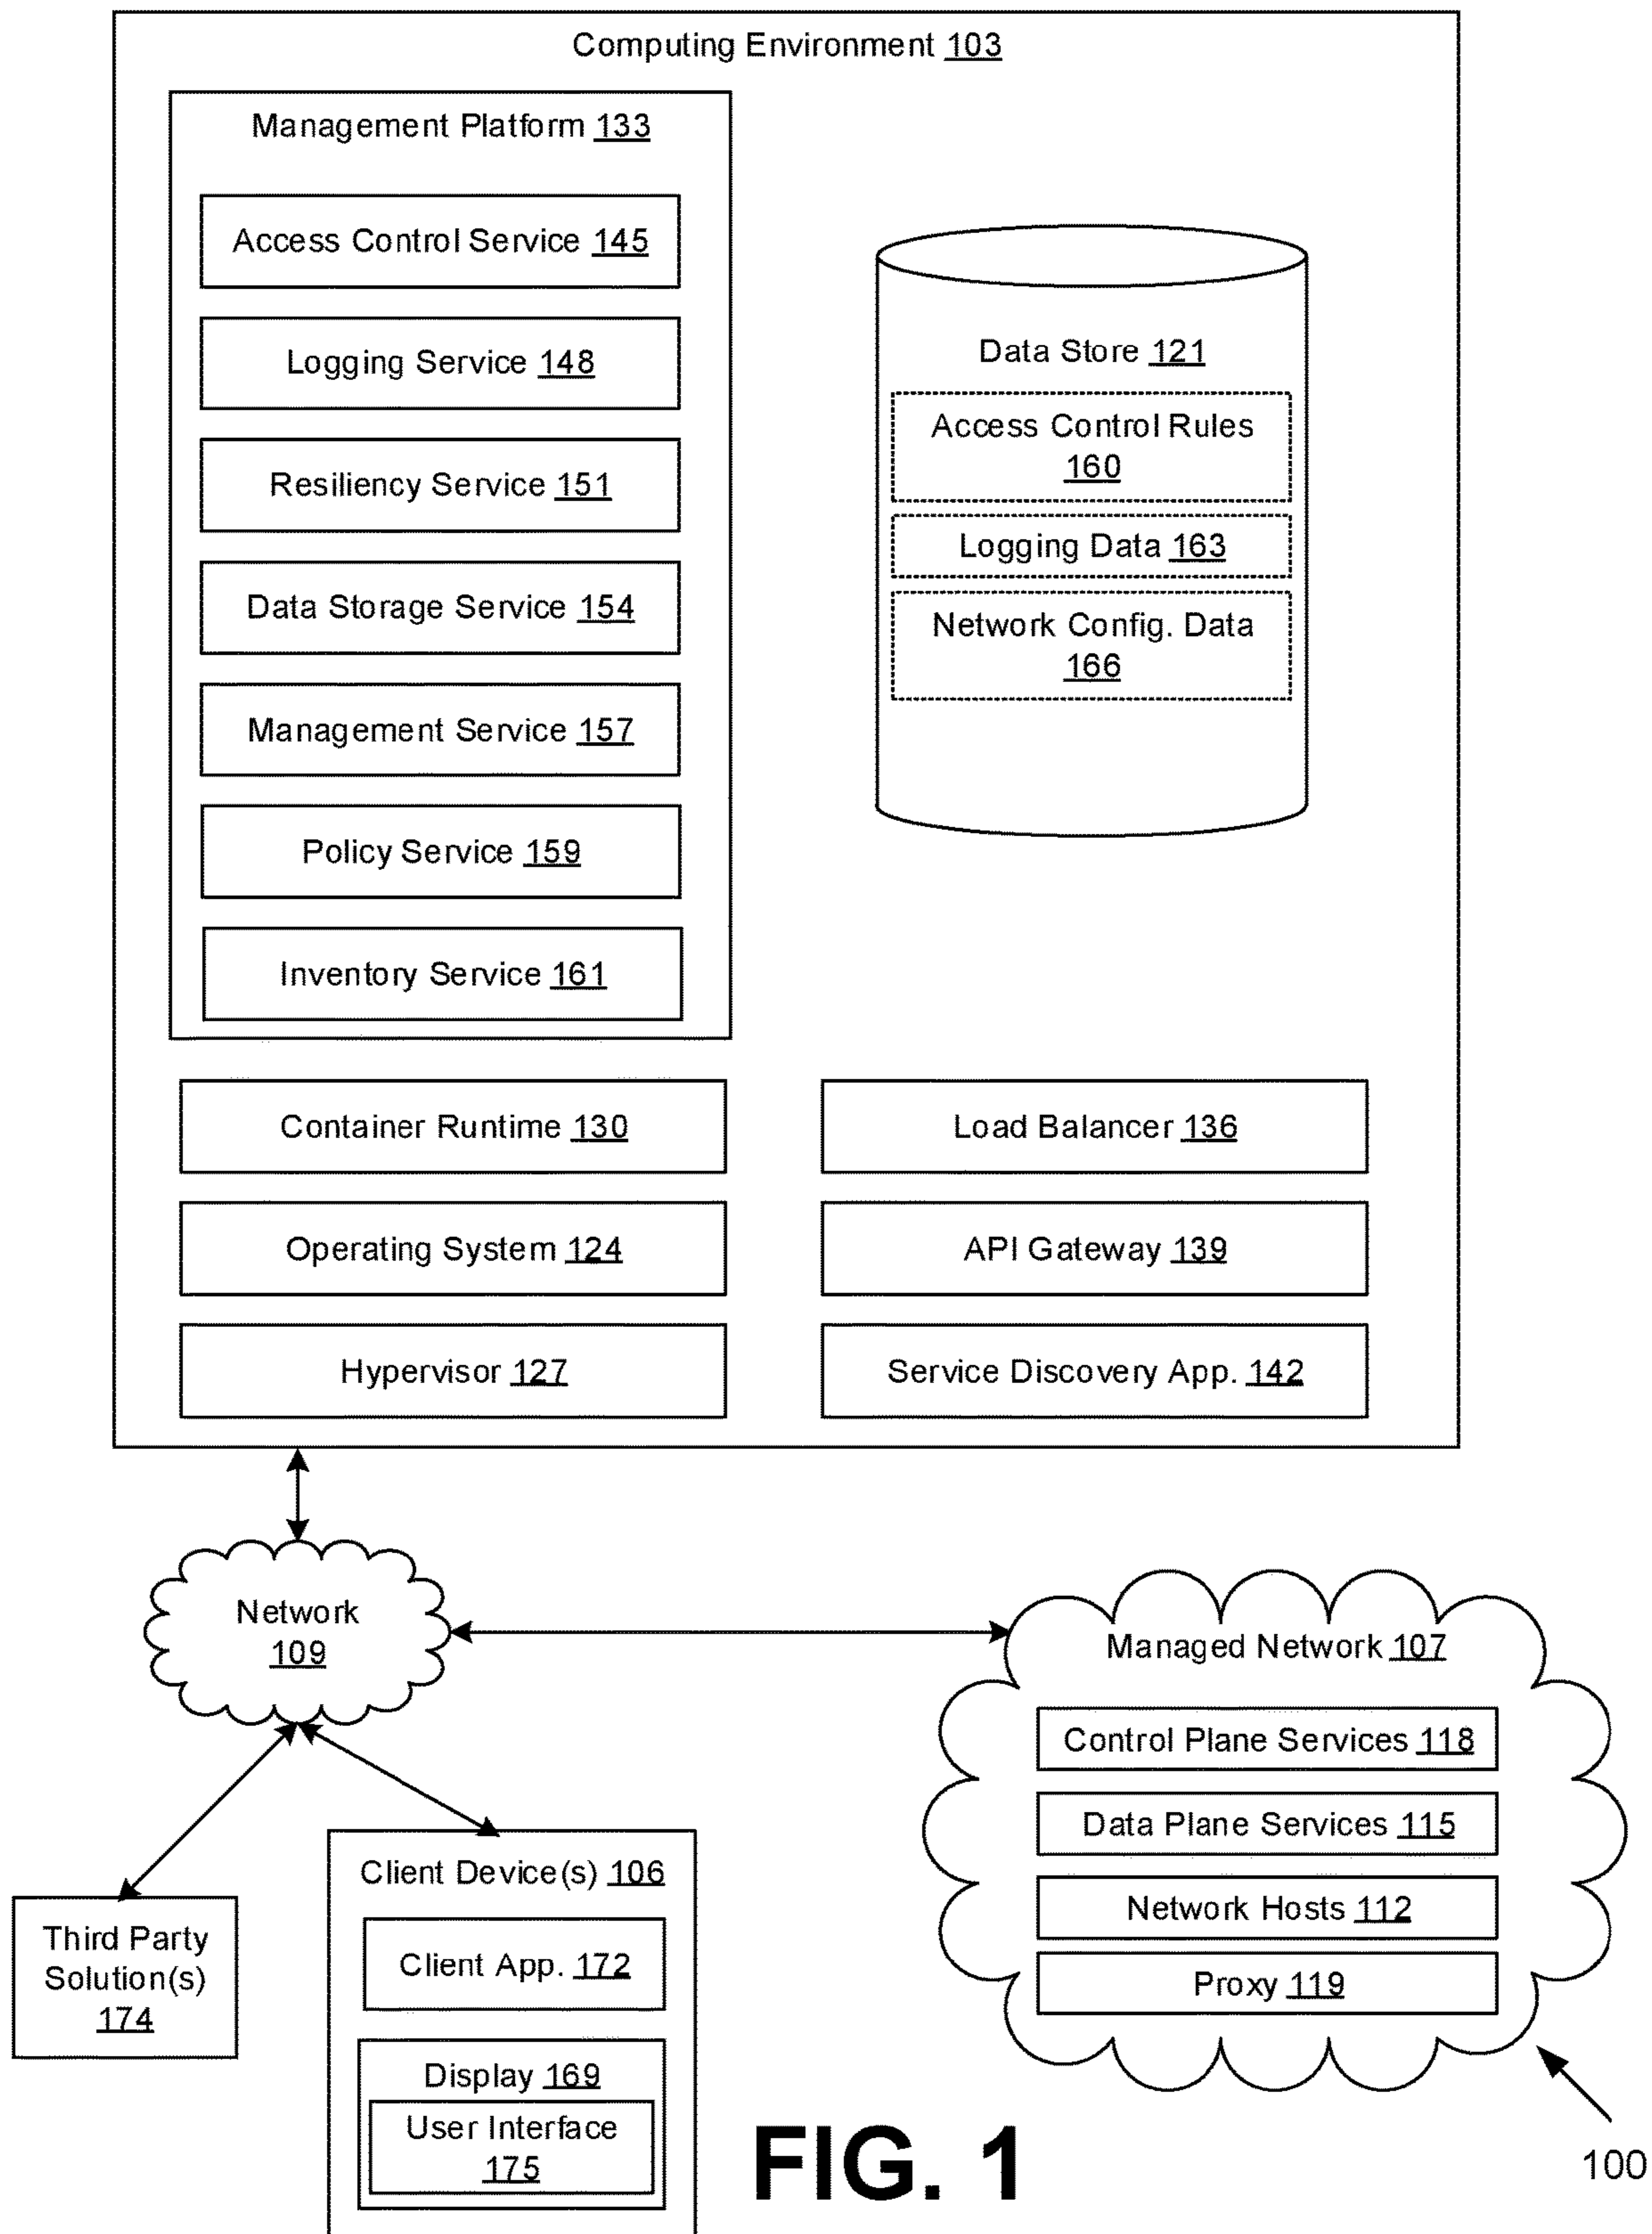 Computing Environment 103
Management Platform 133
Access Control Service 145
Logging Service 148
Resiliency Service 151
Data Storage Service 154
Management Service 157
Policy Service 159
Inventory Service 161
Data Store 121
Access Control Rules
160
Logging Data 163
Network Config. Data
166
Container Runtime 130
Operating System 124
Hypervisor 127
Load Balancer 136
API Gateway 139
Service Discovery App. 142
Network
109
Managed Network 107
Control Plane Services 118
Data Plane Services 115
Network Hosts 112
Proxy 119
Third Party
Solution(s)
174
Client Device(s) 106
Client App. 172
Display 169
User Interface
175
FIG. 1
100